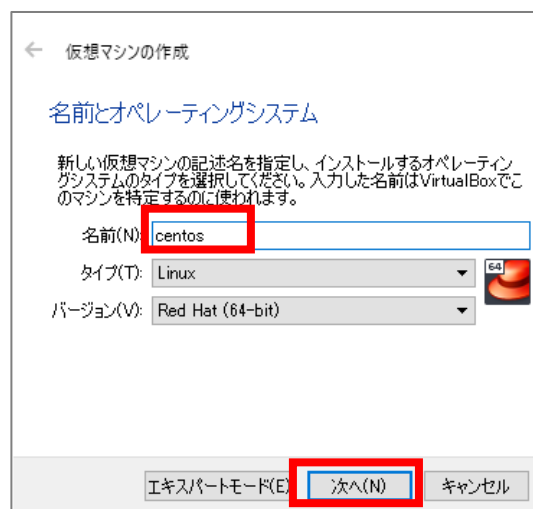 仮想マシンの作成
名前とオペレーティングシステム
新しい仮想マシンの記述名を指定し、インストールするオペレーティン
グシステムのタイプを選択してください。入力した名前はVirtualBoxでこ
のマシンを特定するのに使われます。
名前(N): centos
タイプ(T): Linux
64
バージョン(V): Red Hat (64-bit)
エキスパートモード(E) 次へ(N) キャンセル